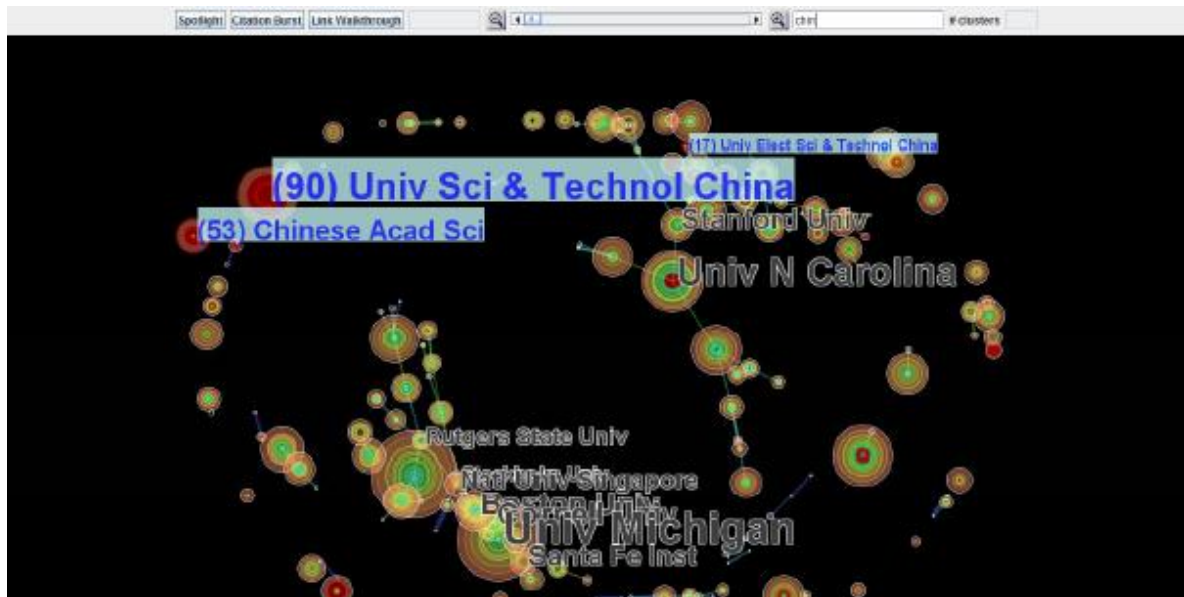 Spotlight Citation Burst Link Walkthrough chin # clusters
(17) Univ Elect Sci & Technol China
(90) Univ Sci & Technol China
Stanford Univ
(53) Chinese Acad Sci
Univ N Carolina
Rutgers State Univ
Natl Univ Singapore
Boston Univ
Univ Michigan
Santa Fe Inst